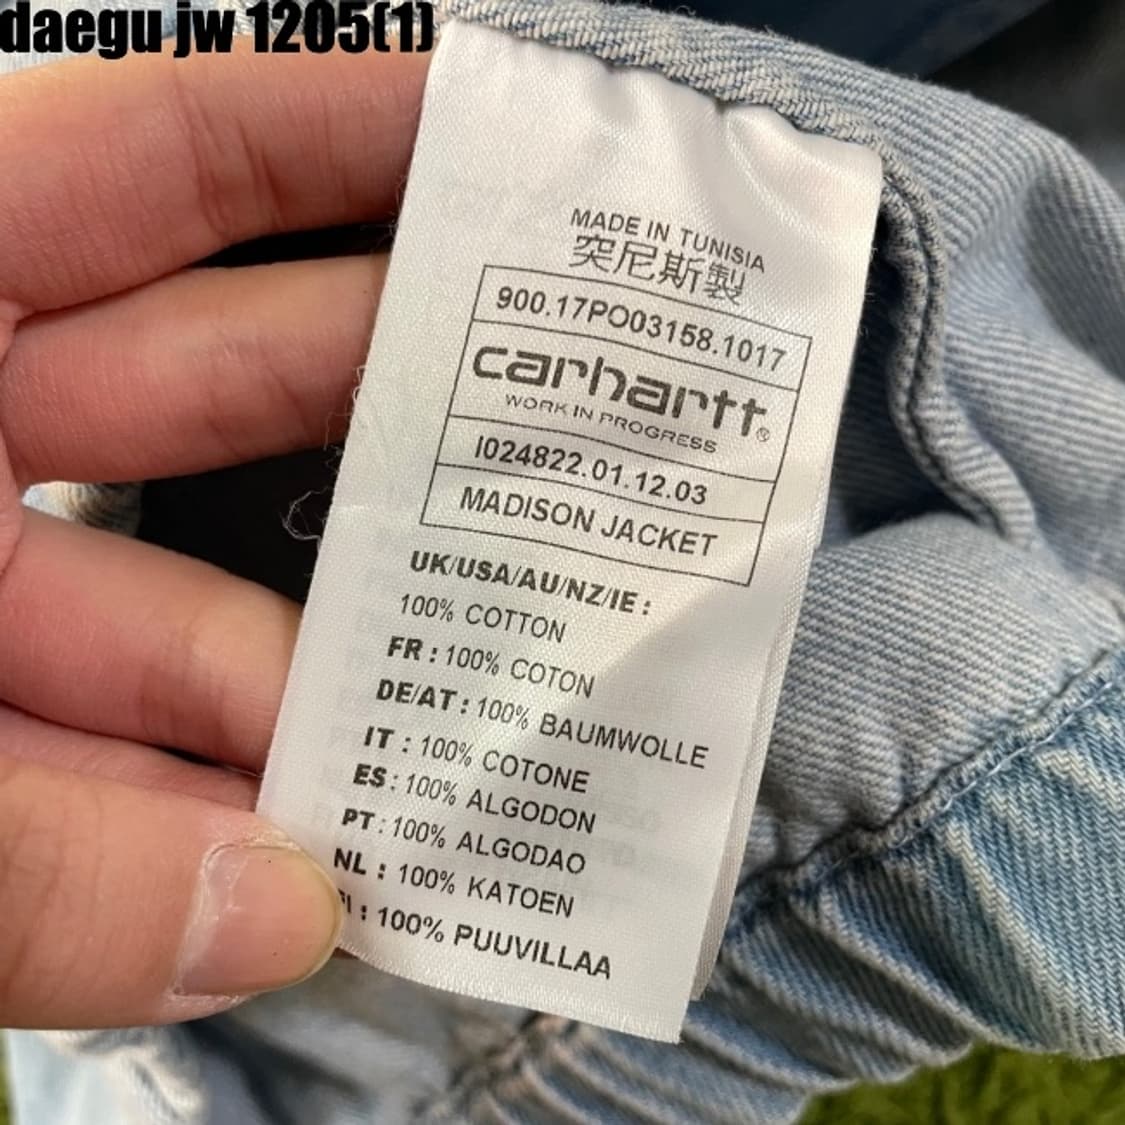 daegu jw 1205(1)
MADE IN TUNISIA
突尼斯製
900.17PO03158.1017
carhartt®
WORK IN PROGRESS
I024822.01.12.03
MADISON JACKET
UK/USA/AU/NZ/IE :
100% COTTON
FR : 100% COTON
DE/AT : 100% BAUMWOLLE
IT : 100% COTONE
ES : 100% ALGODON
PT : 100% ALGODAO
NL : 100% KATOEN
FI : 100% PUUVILLAA